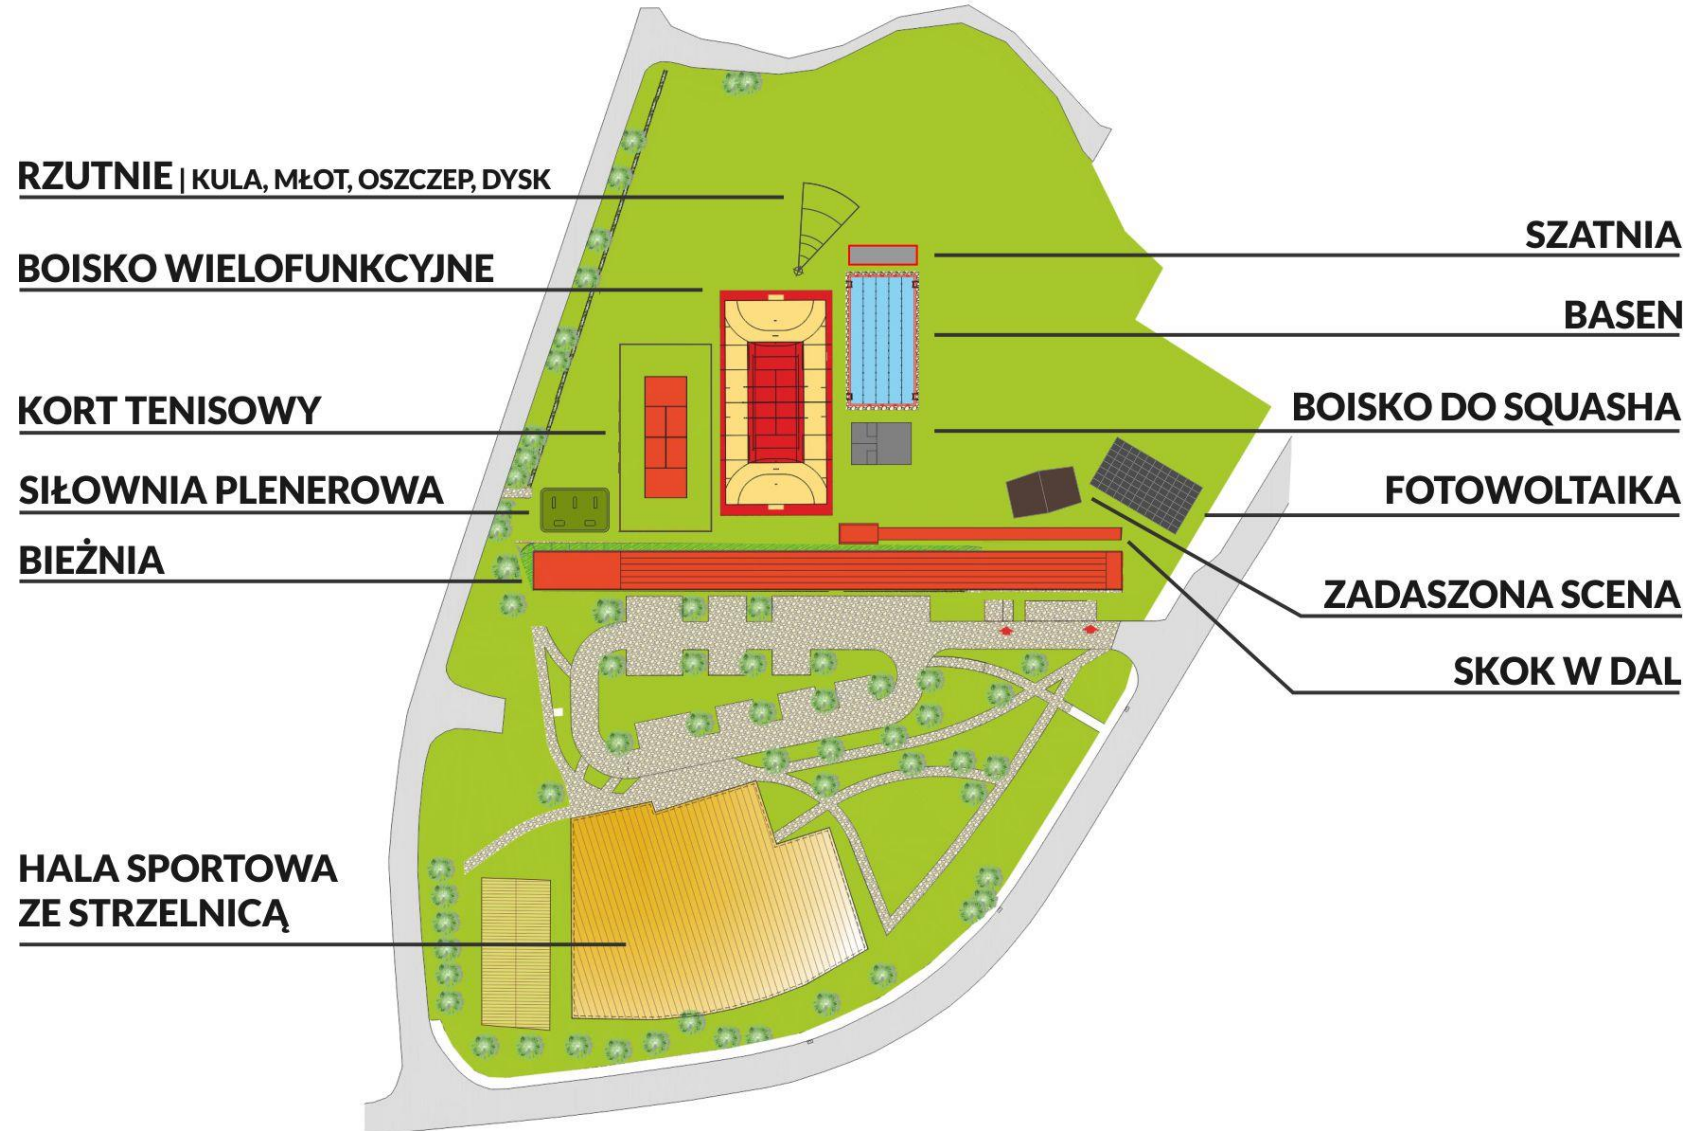 RZUTNIE | KULA, MŁOT, OSZCZEP, DYSK
BOISKO WIELOFUNKCYJNE
KORT TENISOWY
SIŁOWNIA PLENEROWA
BIEŻNIA
HALA SPORTOWA
ZE STRZELNICĄ
SZATNIA
BASEN
BOISKO DO SQUASHA
FOTOWOLTAIKA
ZADASZONA SCENA
SKOK W DAL